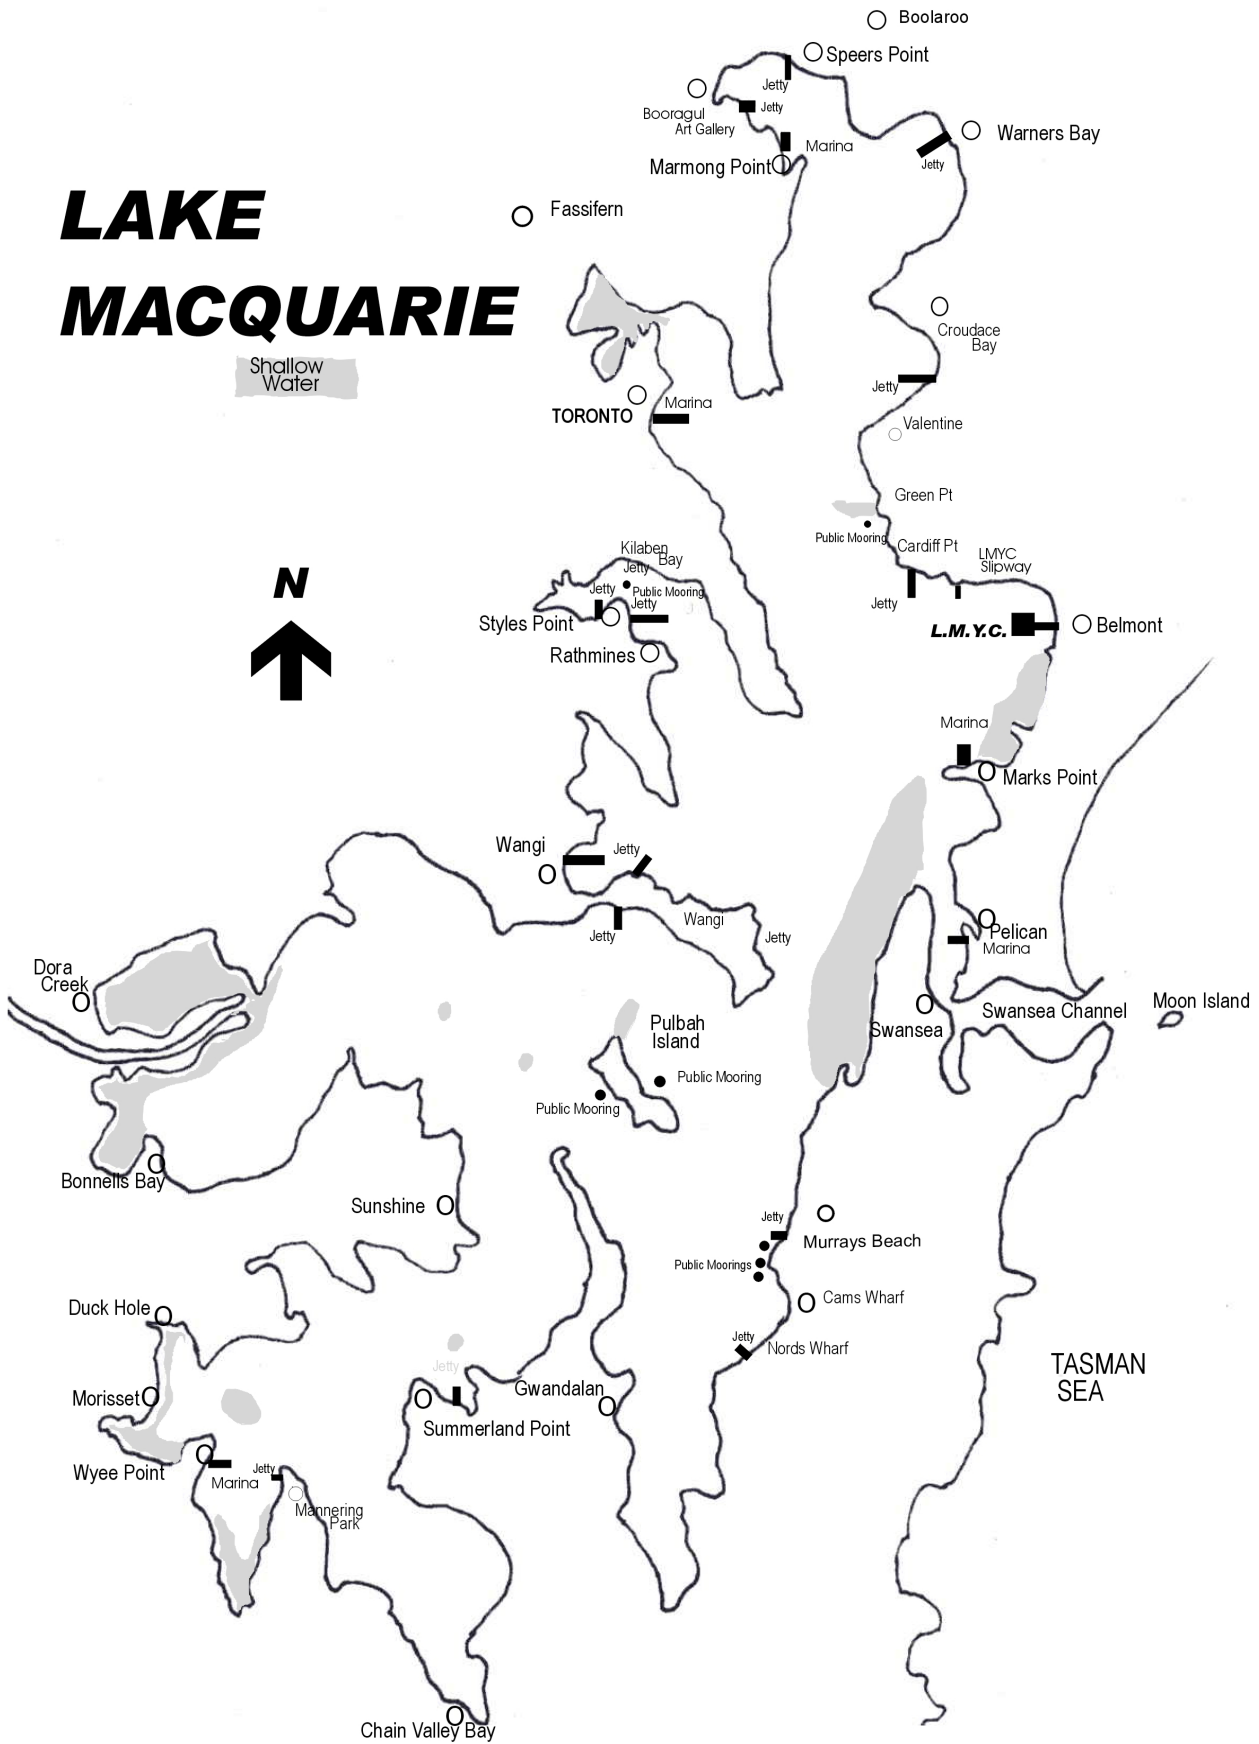 Boolaroo
Speers Point
Jetty
Jetty
Booragul
Art Gallery
Marina
Warners Bay
Jetty
Marmong Point
Fassifern
LAKE
MACQUARIE
Shallow
Water
Croudace
Bay
Jetty
TORONTO
Marina
Valentine
Green Pt
Public Mooring
Cardiff Pt
LMYC
Slipway
Jetty
L.M.Y.C.
Belmont
N
Kilaben
Bay
Jetty
Jetty
Public Mooring
Jetty
Styles Point
Rathmines
Marina
Marks Point
Wangi
Jetty
Wangi
Jetty
Jetty
Pelican
Marina
Dora
Creek
Swansea
Swansea Channel
Moon Island
Pulbah
Island
Public Mooring
Public Mooring
Bonnells Bay
Sunshine
Jetty
Murrays Beach
Public Moorings
Cams Wharf
Duck Hole
Jetty
Nords Wharf
Jetty
TASMAN
SEA
Morisset
Gwandalan
Summerland Point
Wyee Point
Marina
Jetty
Mannering
Park
Chain Valley Bay